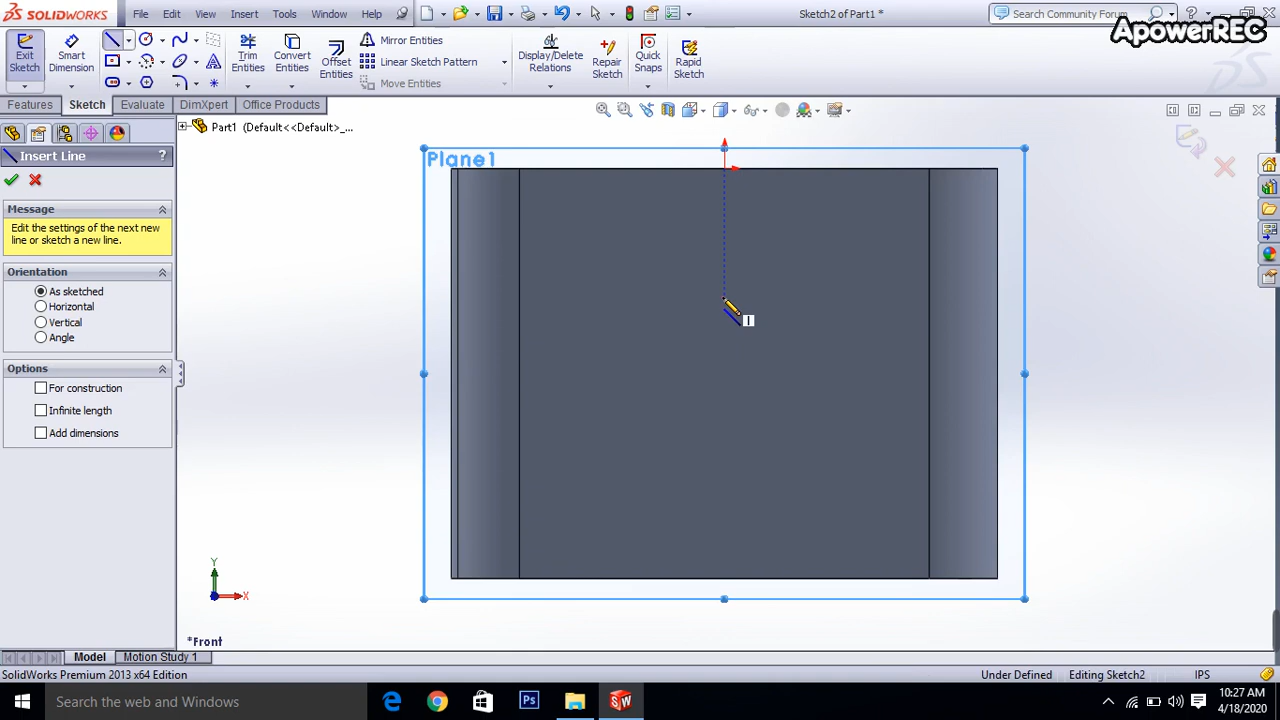 SOLIDWORKS
File
Edit
View
Insert
Tools
Window
Help
Sketch2 of Part1 *
Search Community Forum
ApowerREC
Exit Sketch
Smart Dimension
Trim Entities
Convert Entities
Offset Entities
Mirror Entities
Linear Sketch Pattern
Move Entities
Display/Delete Relations
Repair Sketch
Quick Snaps
Rapid Sketch
Features
Sketch
Evaluate
DimXpert
Office Products
Part1 (Default<<Default>_...
Insert Line
?
Message
Edit the settings of the next new
line or sketch a new line.
Orientation
As sketched
Horizontal
Vertical
Angle
Options
For construction
Infinite length
Add dimensions
Plane1
Y
X
*Front
Model
Motion Study 1
SolidWorks Premium 2013 x64 Edition
Under Defined
Editing Sketch2
IPS
Search the web and Windows
Ps
SW
10:27 AM
4/18/2020